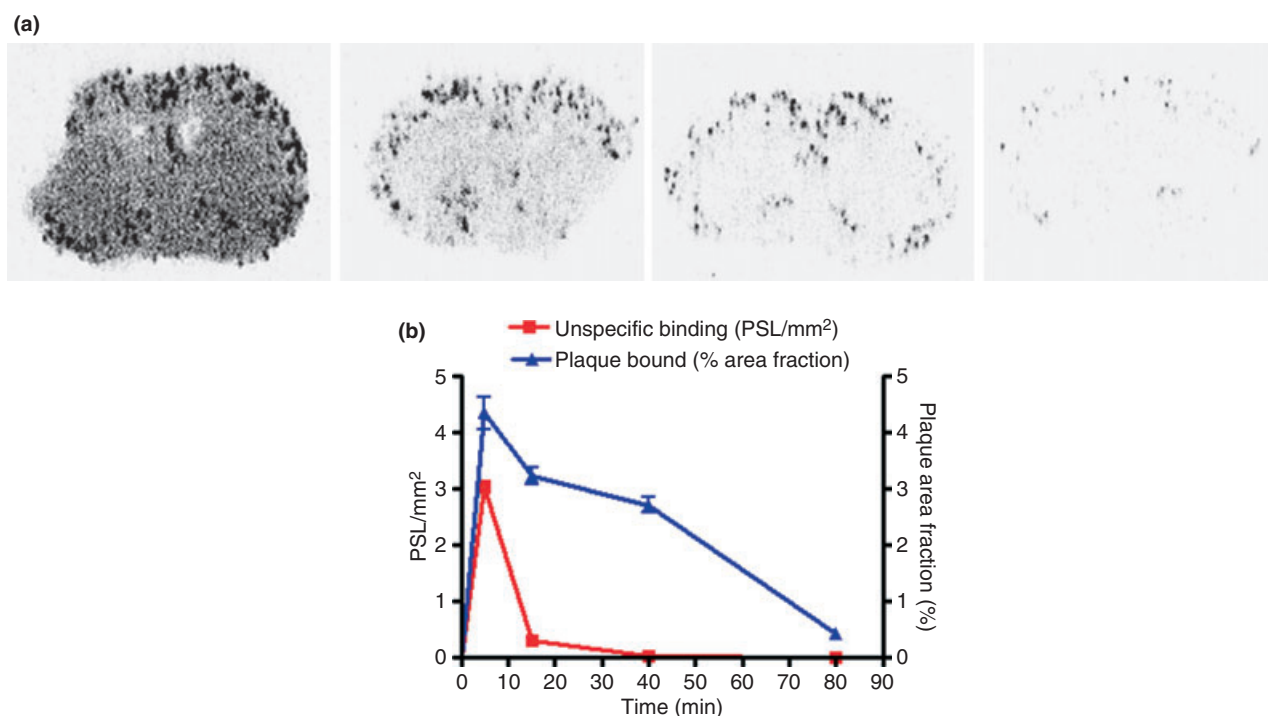 (a)
(b)
Unspecific binding (PSL/mm²)
Plaque bound (% area fraction)
5
4
3
2
1
0
PSL/mm²
5
4
3
2
1
0
Plaque area fraction (%)
0 10 20 30 40 50 60 70 80 90
Time (min)